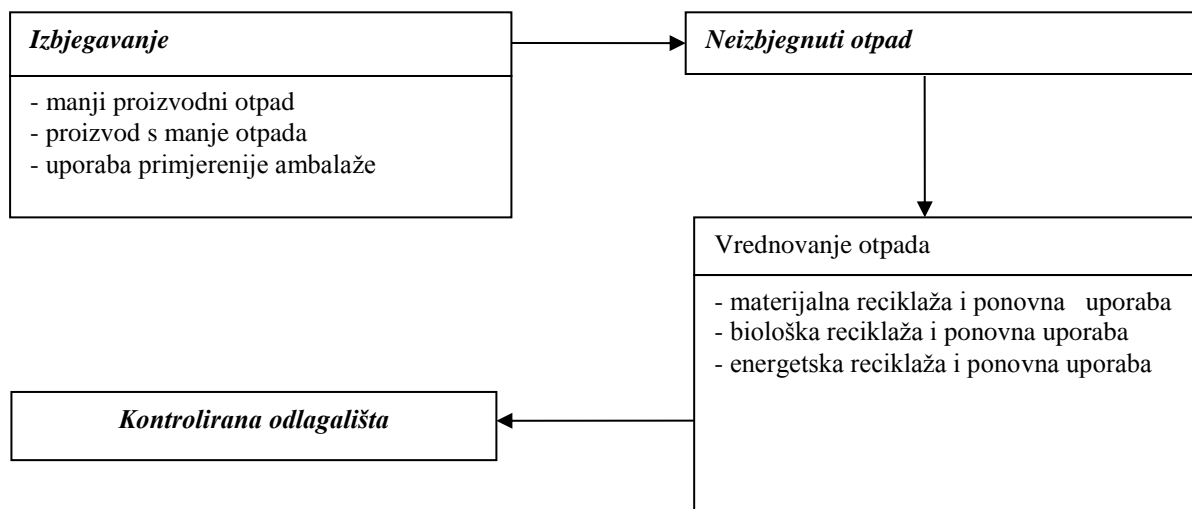 Izbjegavanje
- manji proizvodni otpad
- proizvod s manje otpada
- uporaba primjerenije ambalaže
Neizbjegnuti otpad
Vrednovanje otpada
- materijalna reciklaža i ponovna uporaba
- biološka reciklaža i ponovna uporaba
- energetska reciklaža i ponovna uporaba
Kontrolirana odlagališta